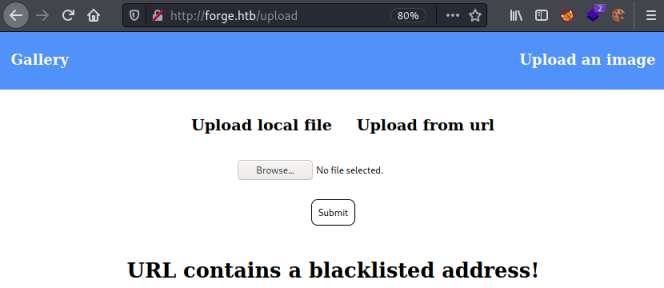 http://forge.htb/upload 80%
2
Gallery Upload an image
Upload local file Upload from url
Browse... No file selected.
Submit
URL contains a blacklisted address!